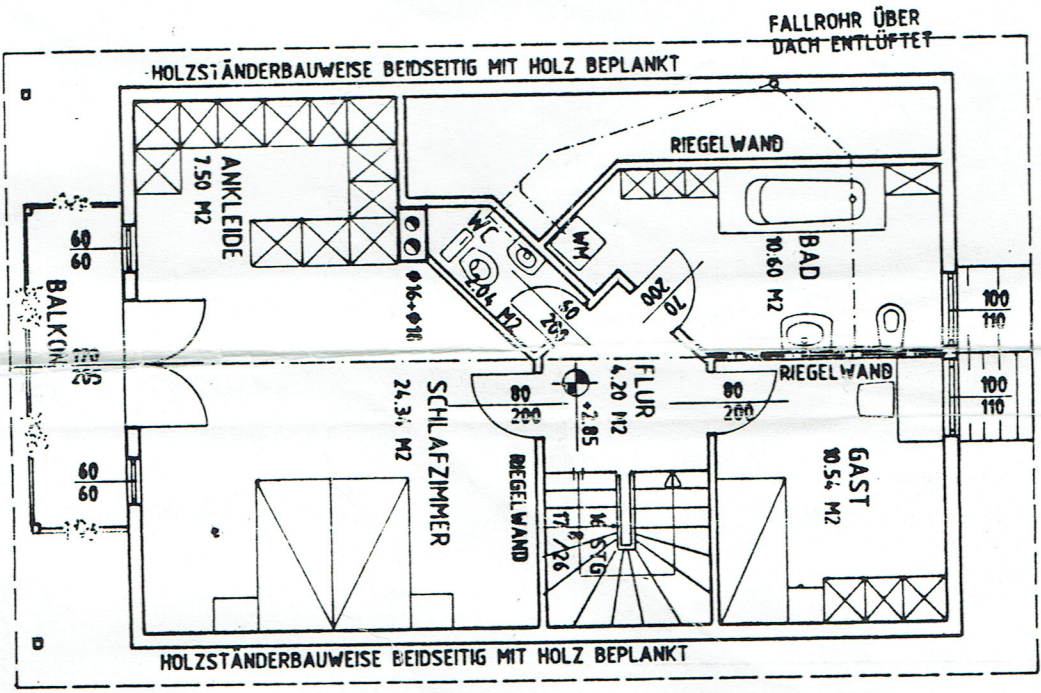 FALLROHR ÜBER
DACH ENTLÜFTET
HOLZSTÄNDERBAUWEISE BEIDSEITIG MIT HOLZ BEPLANKT
RIEGELWAND
ANKLEIDE
7.50 M2
WC
2.04 M2
WM
BAD
10.60 M2
60
60
BALKON
170
205
60
60
Ø16+Ø18
60
200
70
200
100
110
100
110
RIEGELWAND
FLUR
4.20 M2
+2.85
80
200
80
200
SCHLAFZIMMER
M2
RIEGELWAND
16 STG
GAST
10.54 M2
HOLZSTÄNDERBAUWEISE BEIDSEITIG MIT HOLZ BEPLANKT